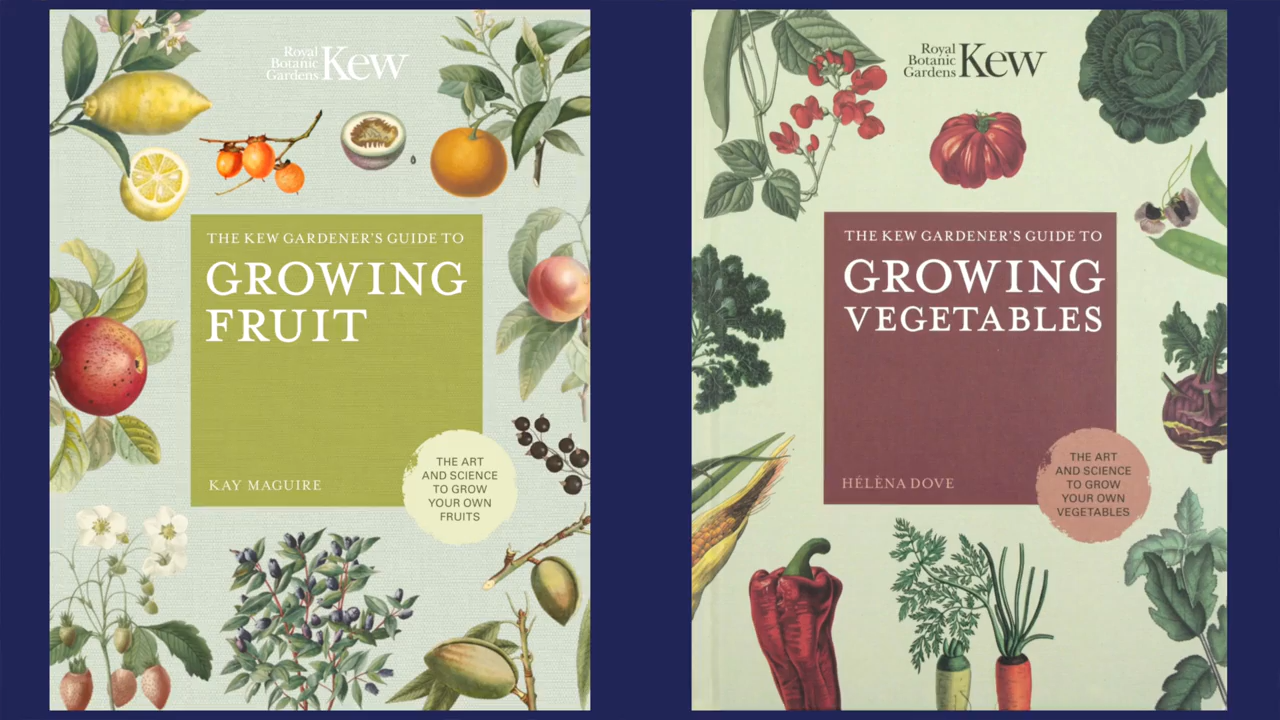 Royal
Botanic
Gardens
Kew
THE KEW GARDENER'S GUIDE TO
GROWING
FRUIT
KAY MAGUIRE
THE ART
AND SCIENCE
TO GROW
YOUR OWN
FRUITS
Royal
Botanic
Gardens
Kew
THE KEW GARDENER'S GUIDE TO
GROWING
VEGETABLES
HÉLÈNA DOVE
THE ART
AND SCIENCE
TO GROW
YOUR OWN
VEGETABLES